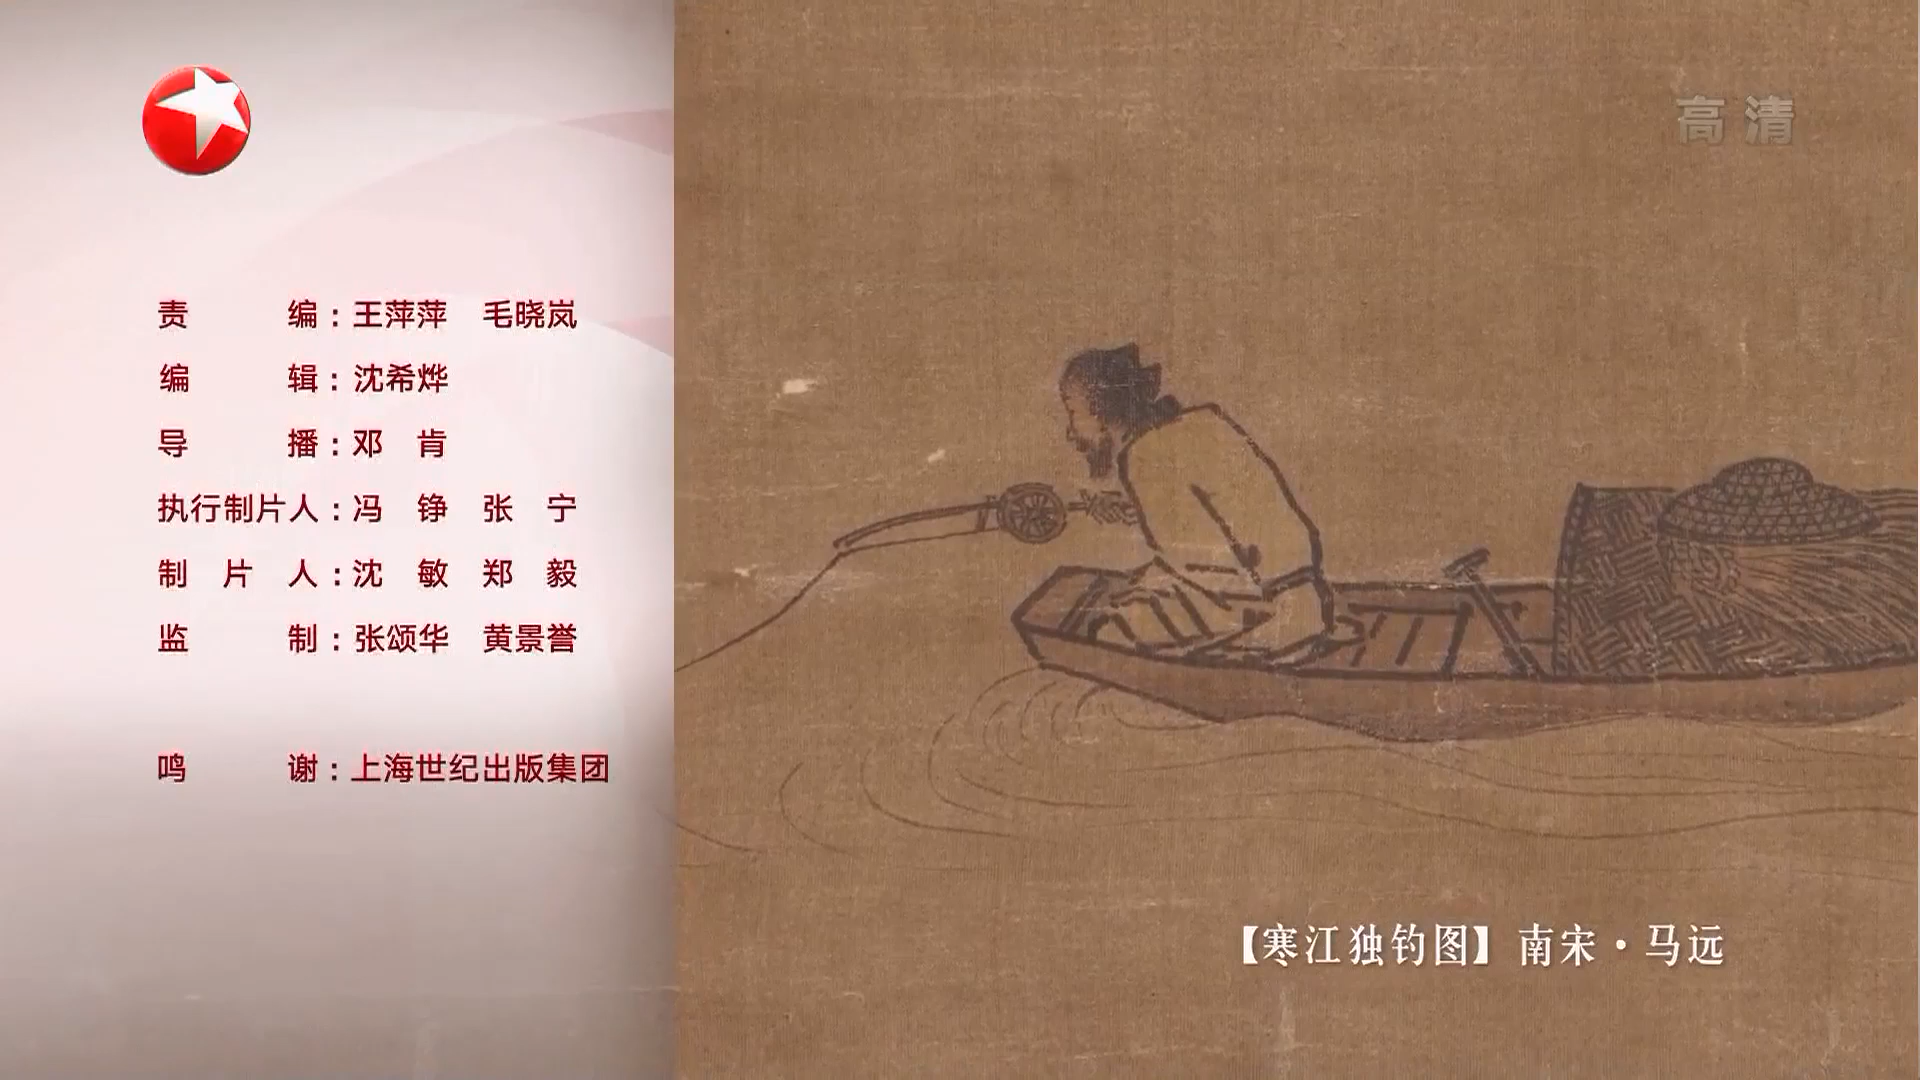 高清
责编：王萍萍 毛晓岚
编辑：沈希烨
导播：邓肯
执行制片人：冯铮 张宁
制片人：沈敏 郑毅
监制：张颂华 黄景誉
鸣谢：上海世纪出版集团
【寒江独钓图】南宋·马远